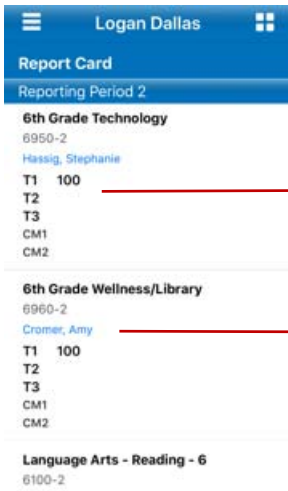 Logan Dallas
Report Card
Reporting Period 2
6th Grade Technology
6950-2
Hassig, Stephanie
T1 100
T2
T3
CM1
CM2
6th Grade Wellness/Library
6960-2
Cromer, Amy
T1 100
T2
T3
CM1
CM2
Language Arts - Reading - 6
6100-2